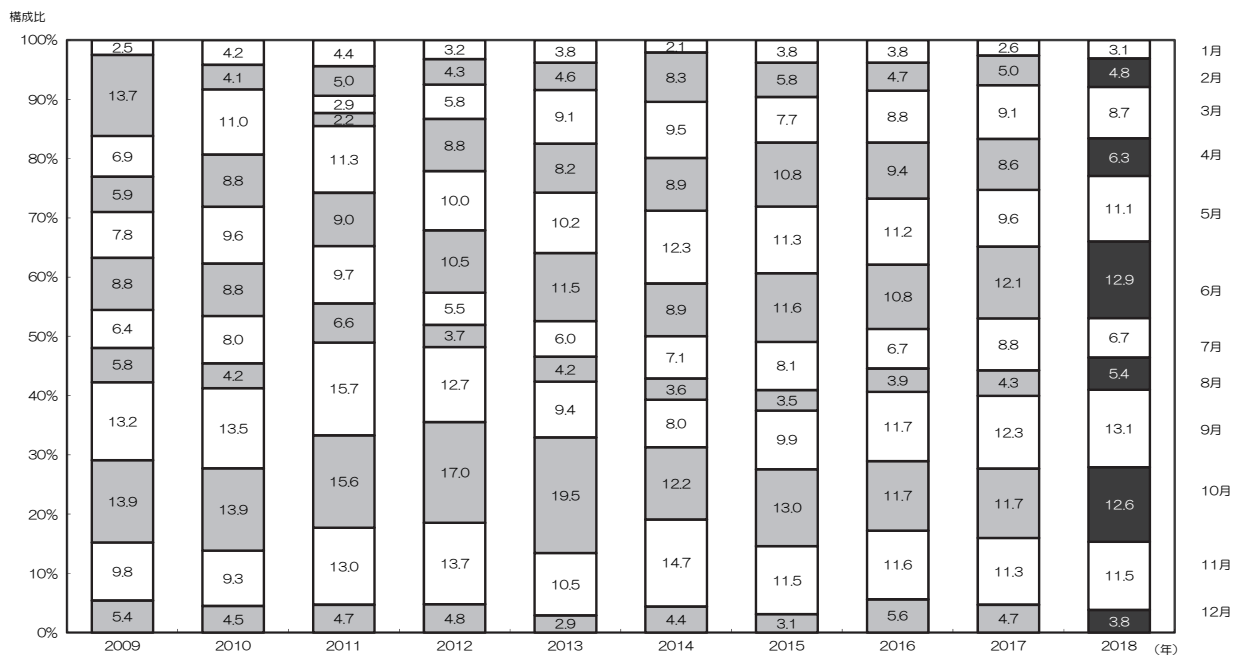 構成比
100% 2.5 4.2 4.4 3.2 3.8 2.1 3.8 3.8 2.6 3.1 1月
13.7 4.1 5.0 4.3 4.6 8.3 5.8 4.7 5.0 4.8 2月
90% 6.9 11.0 2.9 5.8 9.1 9.5 7.7 8.8 9.1 8.7 3月
80% 5.9 8.8 2.2 8.8 8.2 8.9 10.8 9.4 8.6 6.3 4月
70% 7.8 9.6 11.3 10.0 10.2 12.3 11.3 11.2 9.6 11.1 5月
60% 8.8 8.8 9.0 10.5 11.5 8.9 11.6 10.8 12.1 12.9 6月
50% 6.4 8.0 9.7 5.5 6.0 7.1 8.1 6.7 8.8 6.7 7月
40% 5.8 4.2 6.6 3.7 4.2 3.6 3.5 3.9 4.3 5.4 8月
30% 13.2 13.5 15.7 12.7 9.4 8.0 9.9 11.7 12.3 13.1 9月
20% 13.9 13.9 15.6 17.0 19.5 12.2 13.0 11.7 11.7 12.6 10月
10% 9.8 9.3 13.0 13.7 10.5 14.7 11.5 11.6 11.3 11.5 11月
0% 5.4 4.5 4.7 4.8 2.9 4.4 3.1 5.6 4.7 3.8 12月
2009 2010 2011 2012 2013 2014 2015 2016 2017 2018 (年)